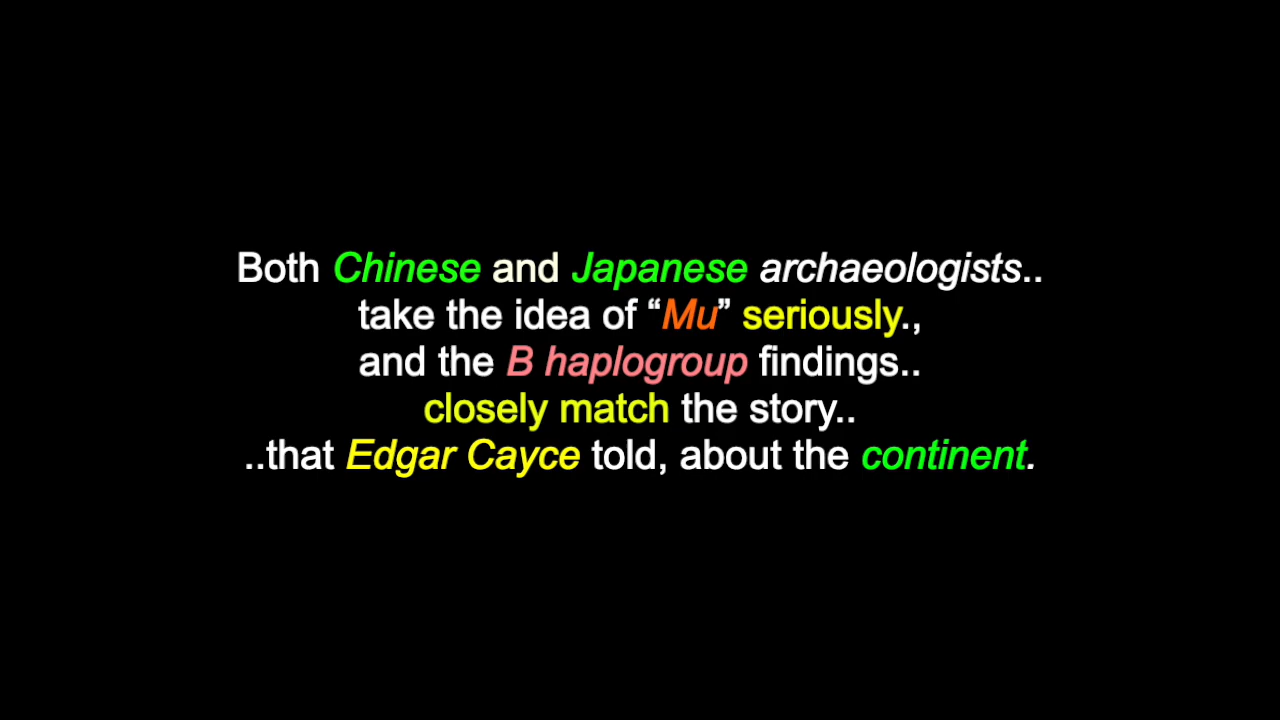 Both Chinese and Japanese archaeologists..
take the idea of “Mu” seriously.,
and the B haplogroup findings..
closely match the story..
..that Edgar Cayce told, about the continent.